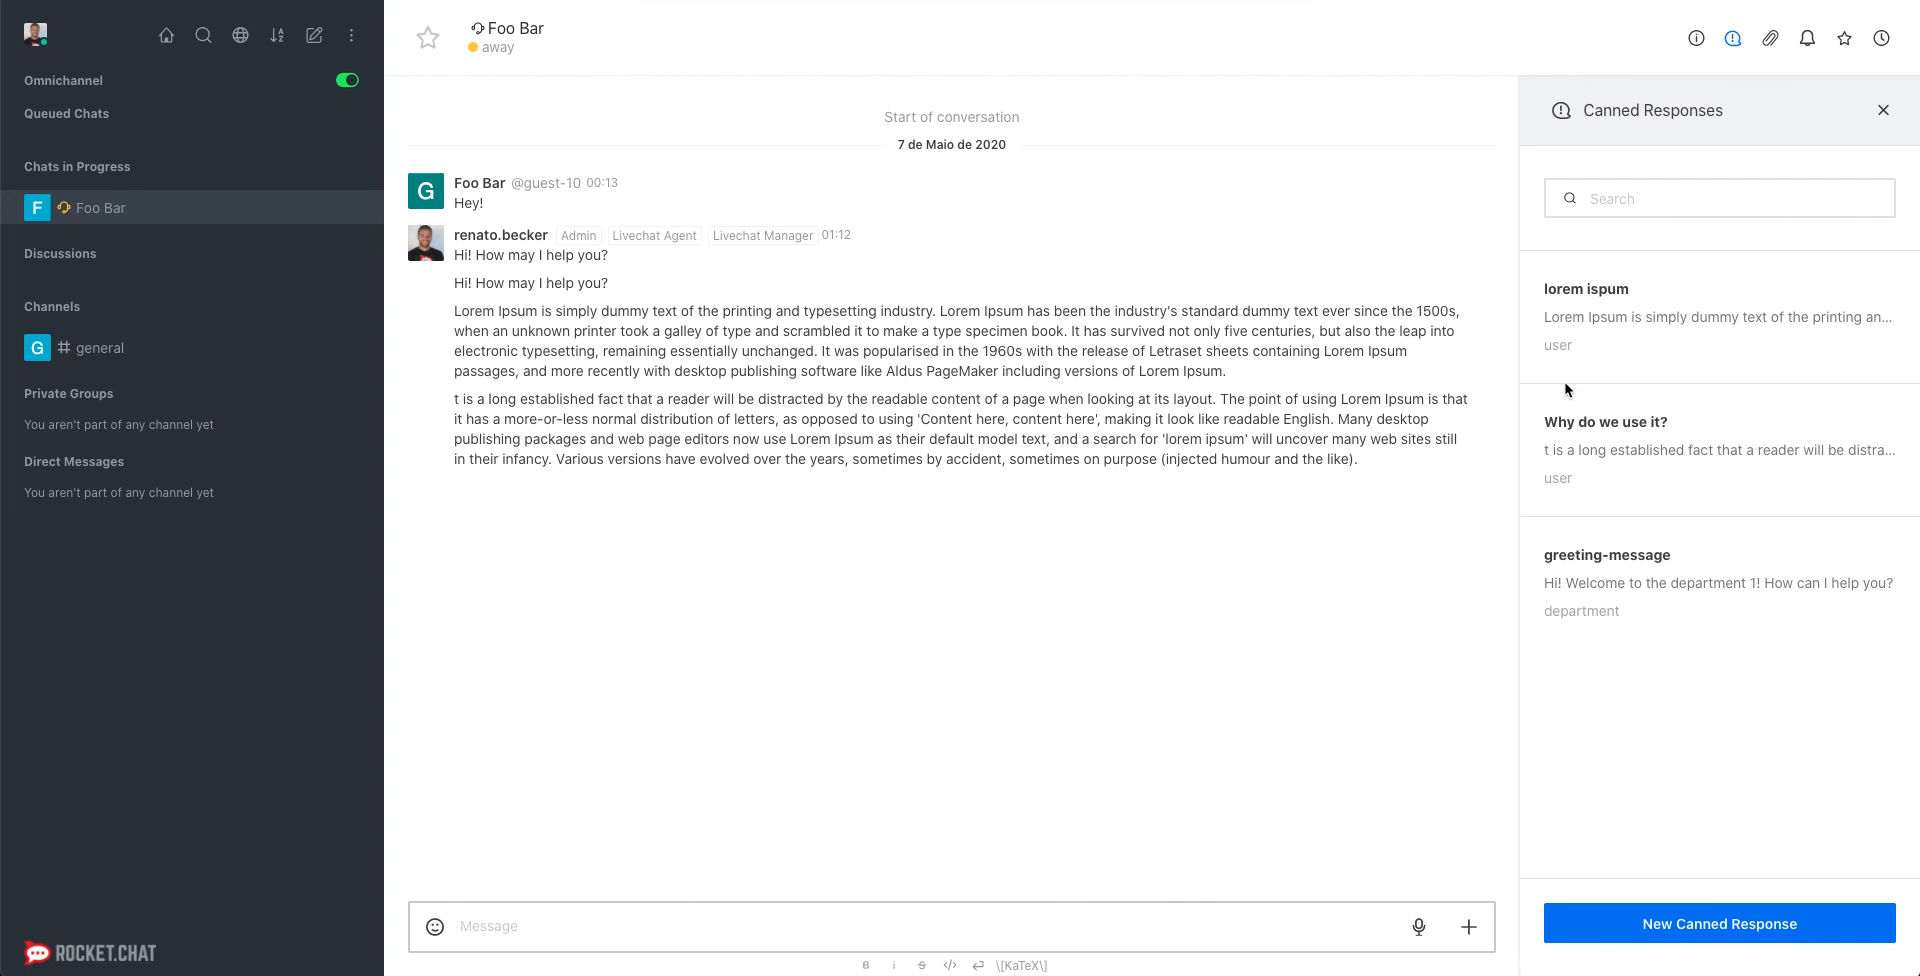 Omnichannel
Queued Chats
Chats in Progress
F Foo Bar
Discussions
Channels
G general
Private Groups
You aren't part of any channel yet
Direct Messages
You aren't part of any channel yet
ROCKET.CHAT
Foo Bar
away
Start of conversation
7 de Maio de 2020
G
Foo Bar @guest-10 00:13
Hey!
renato.becker Admin Livechat Agent Livechat Manager 01:12
Hi! How may I help you?
Hi! How may I help you?
Lorem Ipsum is simply dummy text of the printing and typesetting industry. Lorem Ipsum has been the industry's standard dummy text ever since the 1500s,
when an unknown printer took a galley of type and scrambled it to make a type specimen book. It has survived not only five centuries, but also the leap into
electronic typesetting, remaining essentially unchanged. It was popularised in the 1960s with the release of Letraset sheets containing Lorem Ipsum
passages, and more recently with desktop publishing software like Aldus PageMaker including versions of Lorem Ipsum.
t is a long established fact that a reader will be distracted by the readable content of a page when looking at its layout. The point of using Lorem Ipsum is that
it has a more-or-less normal distribution of letters, as opposed to using 'Content here, content here', making it look like readable English. Many desktop
publishing packages and web page editors now use Lorem Ipsum as their default model text, and a search for 'lorem ipsum' will uncover many web sites still
in their infancy. Various versions have evolved over the years, sometimes by accident, sometimes on purpose (injected humour and the like).
Message
B i S </> \[KaTeX\]
Canned Responses
Search
lorem ispum
Lorem Ipsum is simply dummy text of the printing an...
user
Why do we use it?
t is a long established fact that a reader will be distra...
user
greeting-message
Hi! Welcome to the department 1! How can I help you?
department
New Canned Response